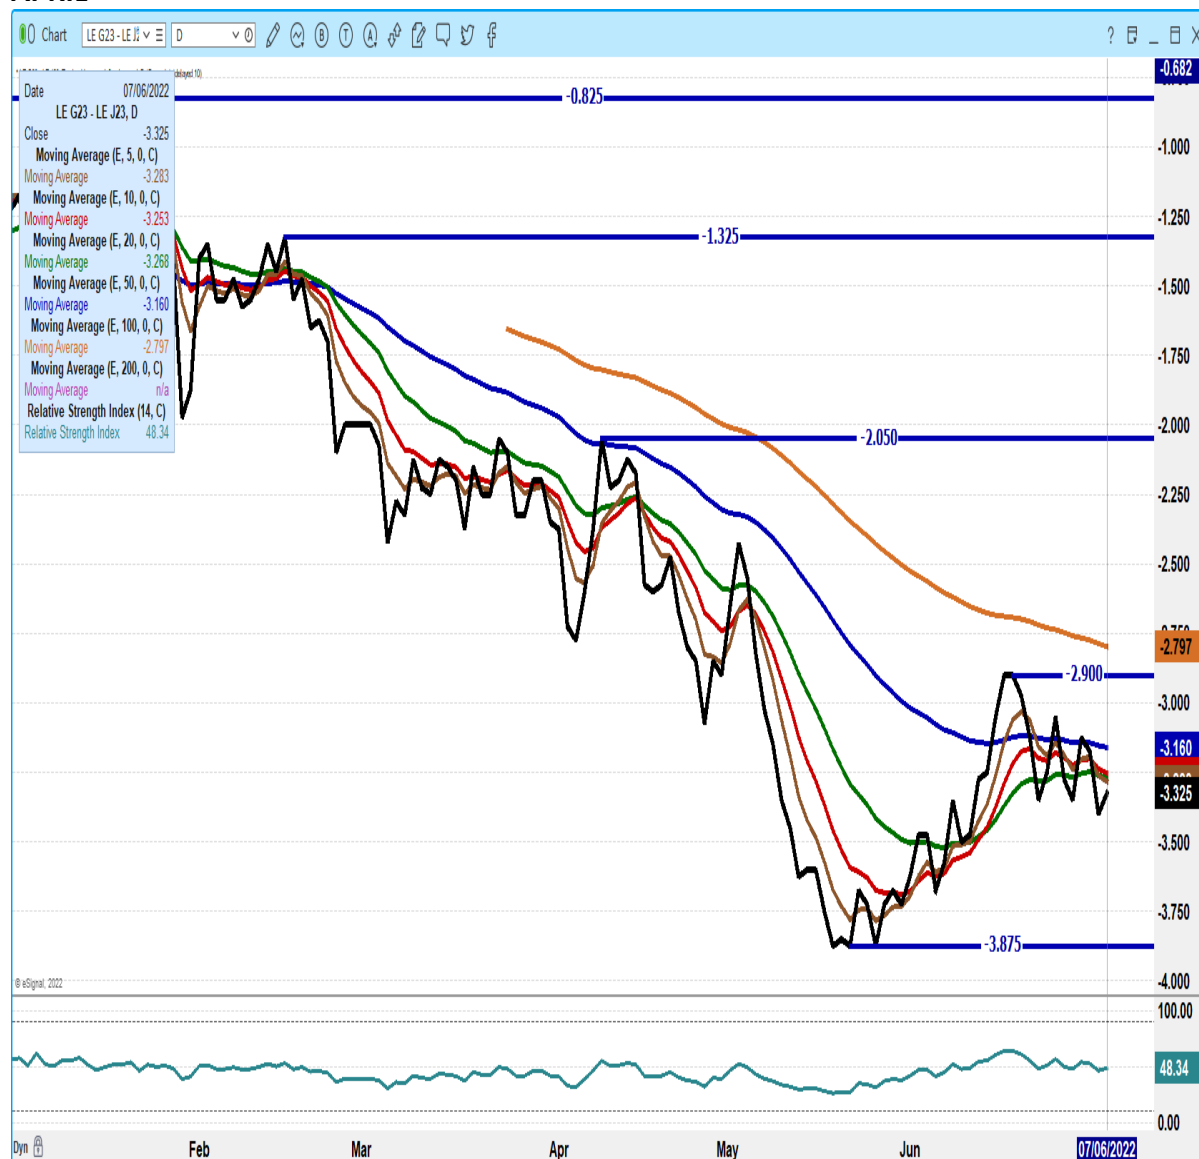 Chart LE G23 - LE J2 D
-0.682
Date 07/06/2022
LE G23 - LE J23, D
Close -3.325
Moving Average (E, 5, 0, C)
Moving Average -3.283
Moving Average (E, 10, 0, C)
Moving Average -3.253
Moving Average (E, 20, 0, C)
Moving Average -3.268
Moving Average (E, 50, 0, C)
Moving Average -3.160
Moving Average (E, 100, 0, C)
Moving Average -2.797
Moving Average (E, 200, 0, C)
Moving Average n/a
Relative Strength Index (14, C)
Relative Strength Index 48.34
-0.825
-1.000
-1.250
-1.325
-1.500
-1.750
-2.000
-2.050
-2.250
-2.500
-2.797
-2.900
-3.000
-3.160
-3.325
-3.500
-3.750
-3.875
-4.000
© eSignal, 2022
100.00
48.34
0.00
Dyn Feb Mar Apr May Jun 07/06/2022